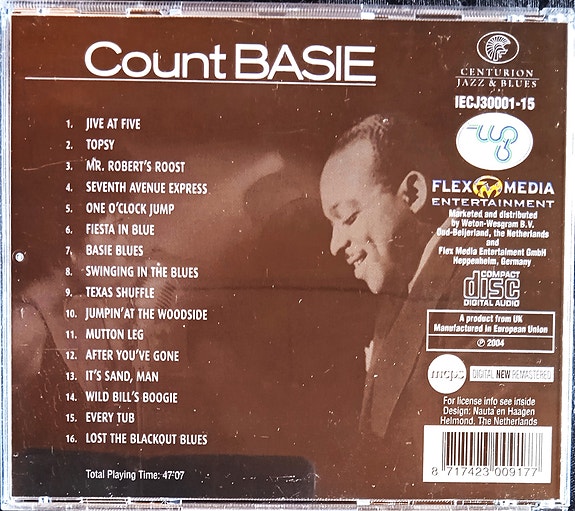 Count BASIE
1. JIVE AT FIVE
2. TOPSY
3. MR. ROBERT'S ROOST
4. SEVENTH AVENUE EXPRESS
5. ONE O'CLOCK JUMP
6. FIESTA IN BLUE
7. BASIE BLUES
8. SWINGING IN THE BLUES
9. TEXAS SHUFFLE
10. JUMPIN'AT THE WOODSIDE
11. MUTTON LEG
12. AFTER YOU'VE GONE
13. IT'S SAND, MAN
14. WILD BILL'S BOOGIE
15. EVERY TUB
16. LOST THE BLACKOUT BLUES
Total Playing Time: 47'07
CENTURION
JAZZ & BLUES
IECJ30001-15
FLEX MEDIA
ENTERTAINMENT
Marketed and distributed
by Weton-Wesgram B.V.
Oud-Beijerland, the Netherlands
and
Flex Media Entertaiment GmbH
Heppenheim, Germany
COMPACT
disc
DIGITAL AUDIO
A product from UK
Manufactured in European Union
℗ 2004
mcps DIGITAL NEW REMASTERED
For license info see inside
Design: Nauta en Haagen
Helmond, The Netherlands
8 717423 009177